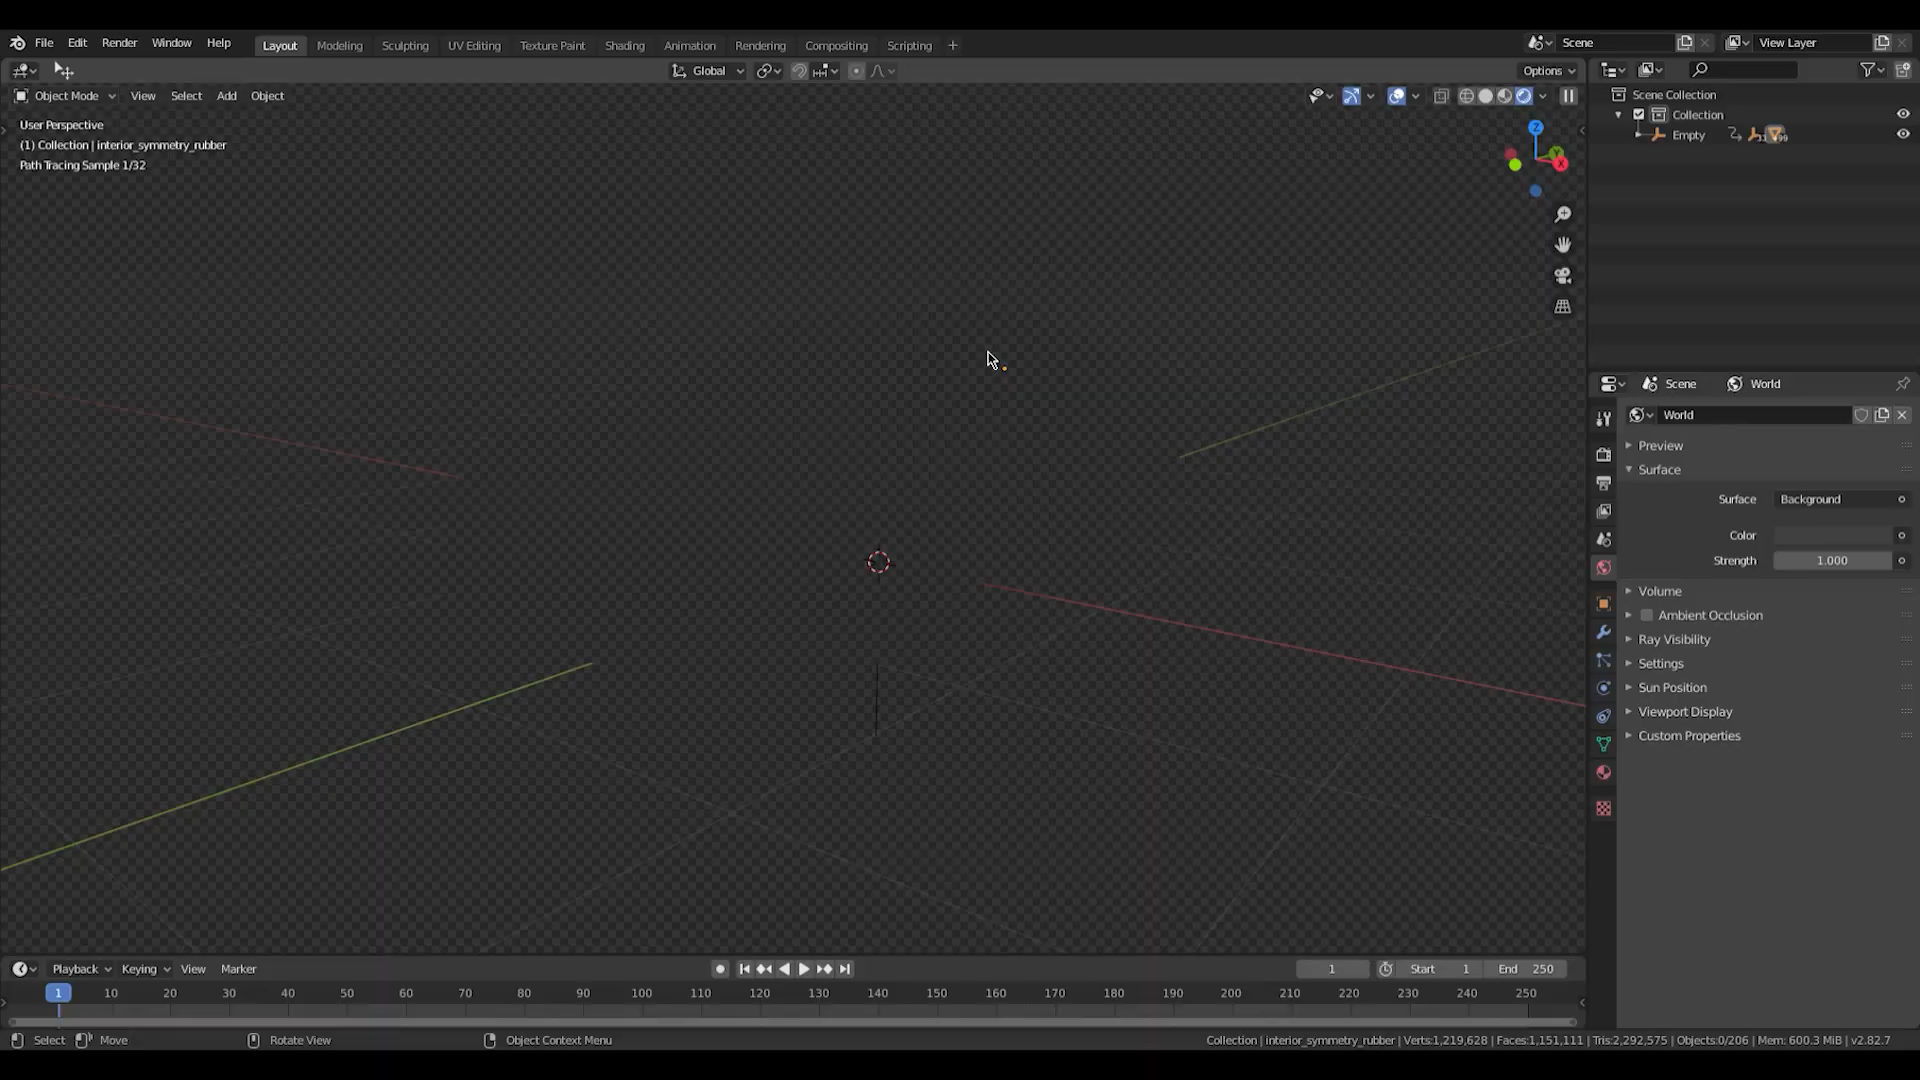 File Edit Render Window Help Layout Modeling Sculpting UV Editing Texture Paint Shading Animation Rendering Compositing Scripting + Scene View Layer
Global Options
Object Mode View Select Add Object
User Perspective
(1) Collection | interior_symmetry_rubber
Path Tracing Sample 1/32
Z
Y
X
Scene Collection
Collection
Empty
Scene World
World
Preview
Surface
Surface Background
Color
Strength 1.000
Volume
Ambient Occlusion
Ray Visibility
Settings
Sun Position
Viewport Display
Custom Properties
Playback Keying View Marker 1 Start 1 End 250
1 10 20 30 40 50 60 70 80 90 100 110 120 130 140 150 160 170 180 190 200 210 220 230 240 250
Select Move Rotate View Object Context Menu Collection | interior_symmetry_rubber | Verts:1,219,628 | Faces:1,151,111 | Tris:2,292,575 | Objects:0/206 | Mem: 600.3 MiB | v2.82.7